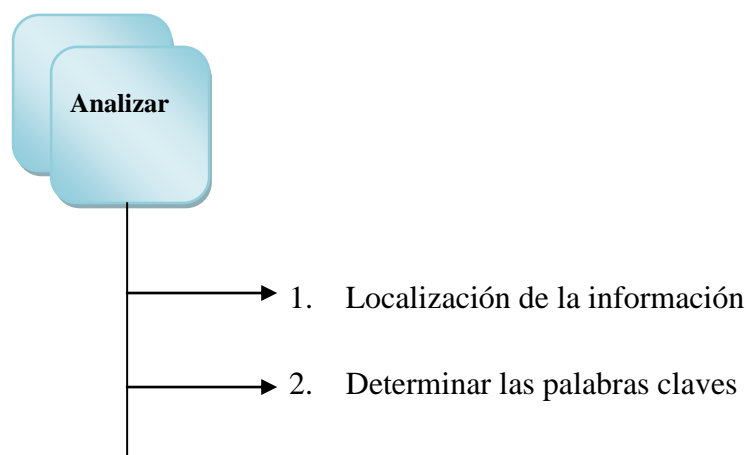 Analizar
1. Localización de la información
2. Determinar las palabras claves